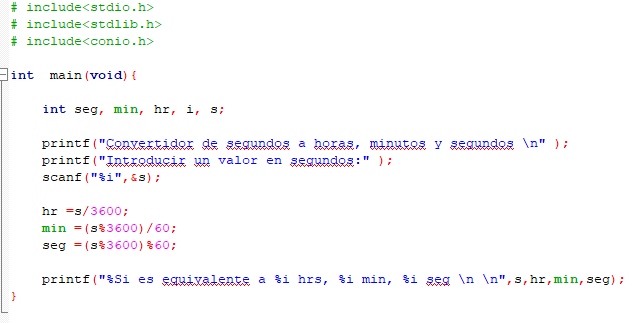 # include<stdio.h>
# include<stdlib.h>
# include<conio.h>
int  main(void){
int seg, min, hr, i, s;
printf("Convertidor de segundos a horas, minutos y segundos \n" );
printf("Introducir un valor en segundos:" );
scanf("%i",&s);
hr =s/3600;
min =(s%3600)/60;
seg =(s%3600)%60;
printf("%Si es equivalente a %i hrs, %i min, %i seg \n \n",s,hr,min,seg);
}